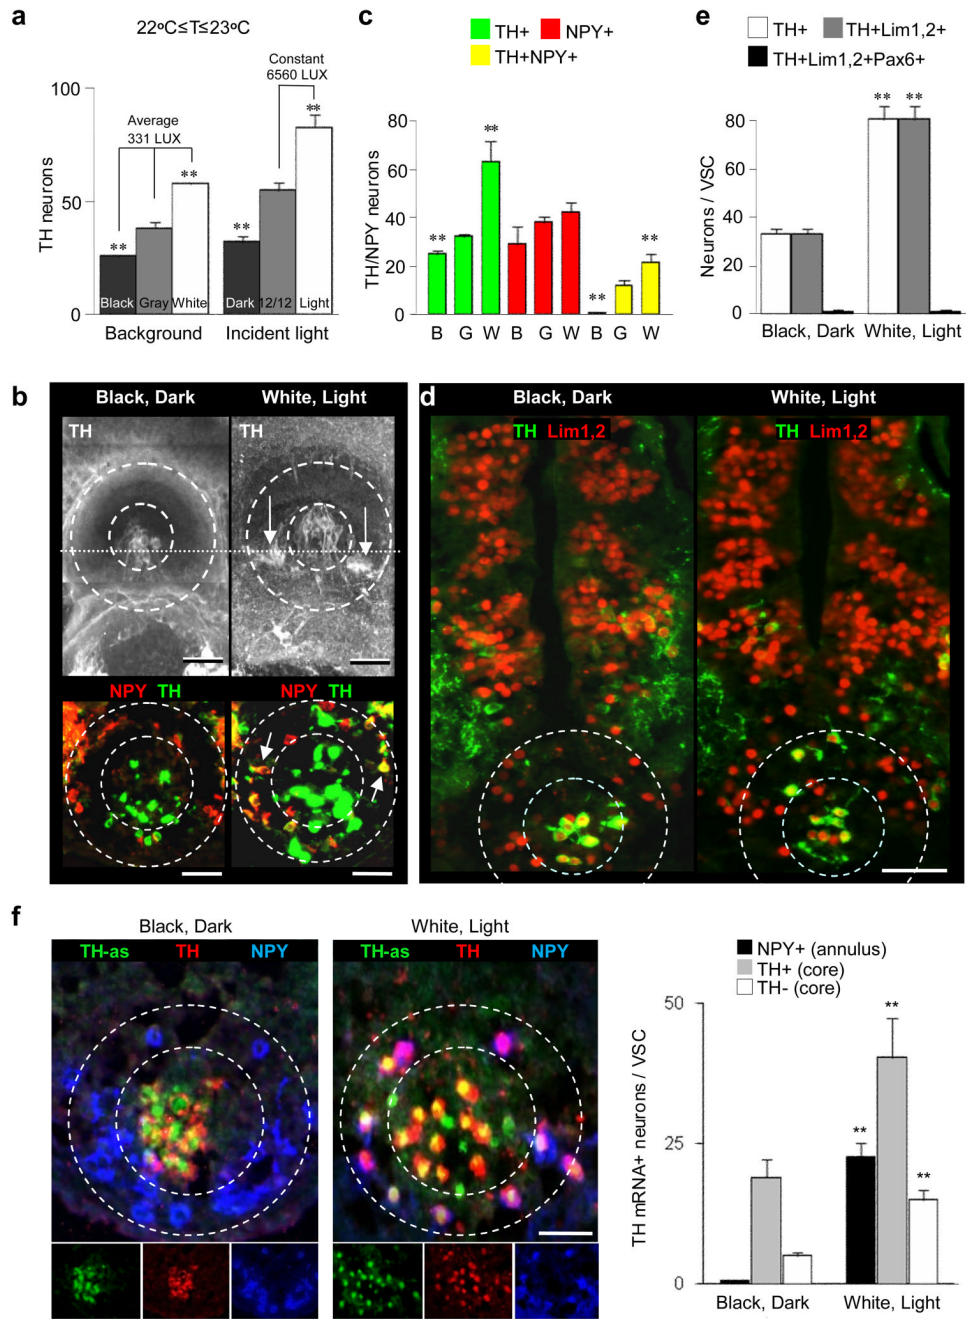 a
22ºC≤T≤23ºC
Constant
6560 LUX
Average
331 LUX
**
**
**
**
TH neurons
100
50
0
Black Gray White Dark 12/12 Light
Background Incident light
c
TH+ NPY+
TH+NPY+
**
**
**
**
TH/NPY neurons
80
60
40
20
0
B G W B G W B G W
e
TH+ TH+Lim1,2+
TH+Lim1,2+Pax6+
** **
Neurons / VSC
80
60
40
20
0
Black, Dark White, Light
b
Black, Dark White, Light
TH TH
NPY TH NPY TH
d
Black, Dark White, Light
TH Lim1,2 TH Lim1,2
f
Black, Dark White, Light
TH-as TH NPY TH-as TH NPY
NPY+ (annulus)
TH+ (core)
TH- (core)
**
**
**
TH mRNA+ neurons / VSC
50
25
0
Black, Dark White, Light